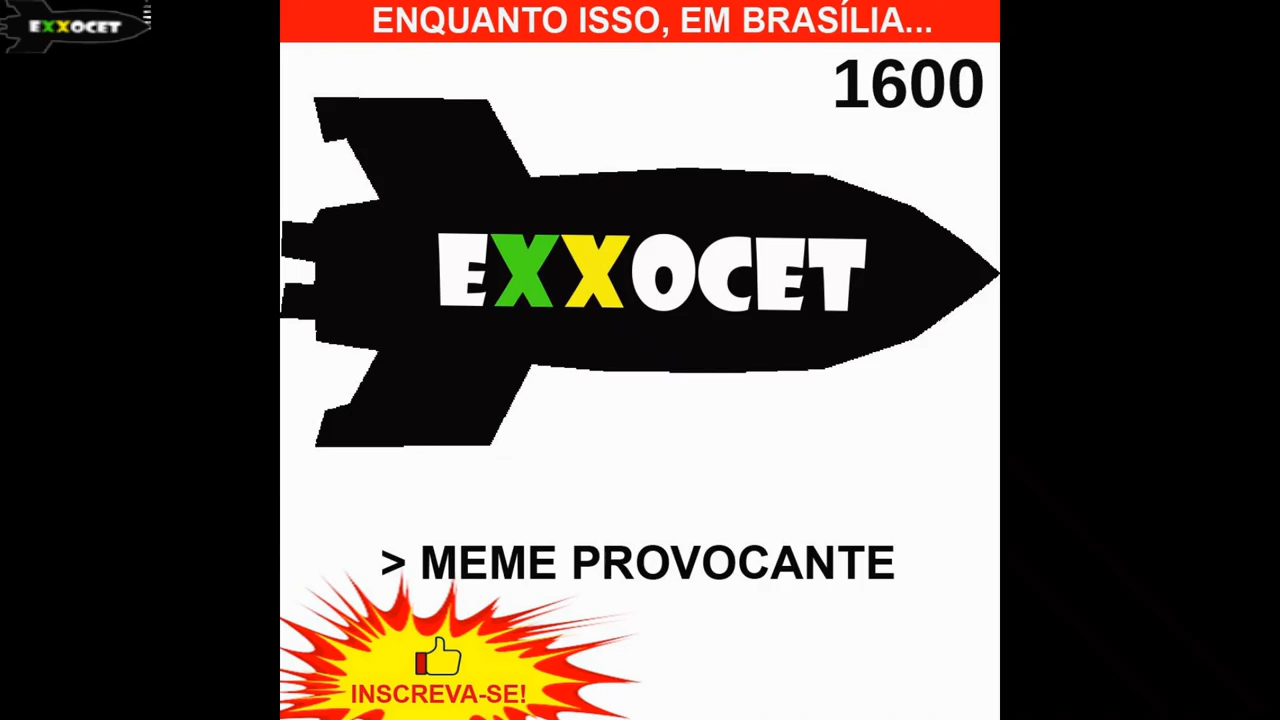 EXXOCET
ENQUANTO ISSO, EM BRASÍLIA...
1600
EXXOCET
> MEME PROVOCANTE
INSCREVA-SE!